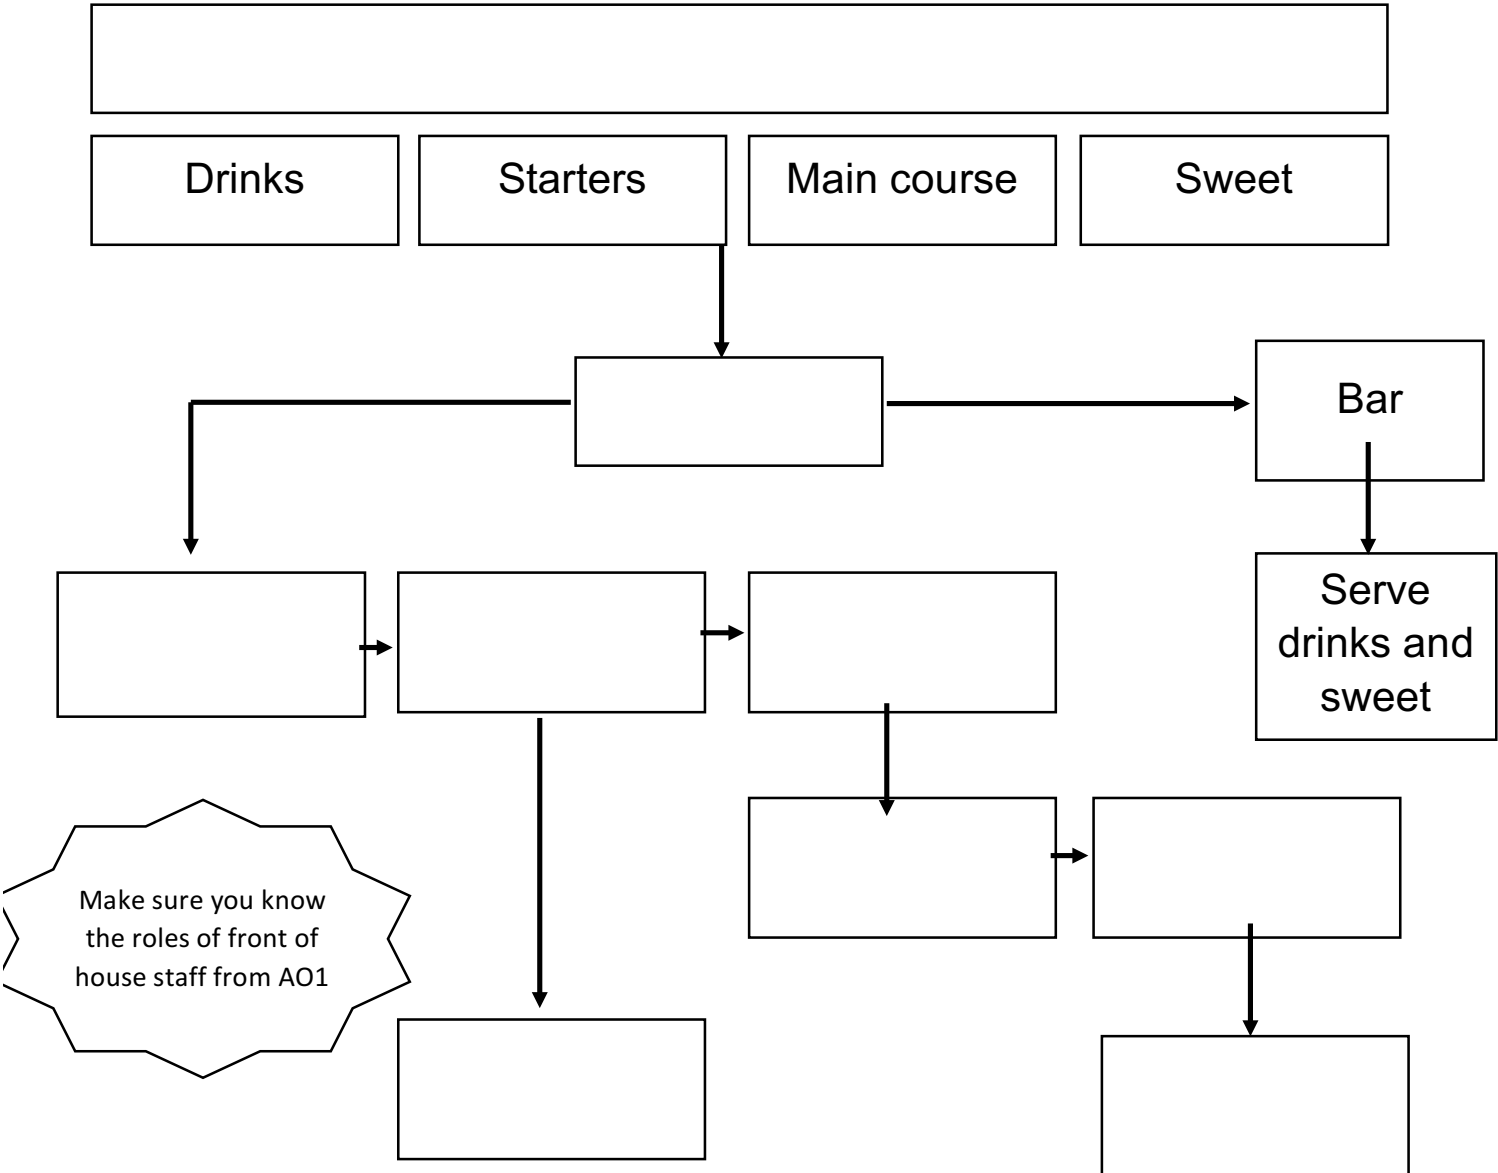 Drinks
Starters
Main course
Sweet
Bar
Serve
drinks and
sweet
Make sure you know
the roles of front of
house staff from AO1